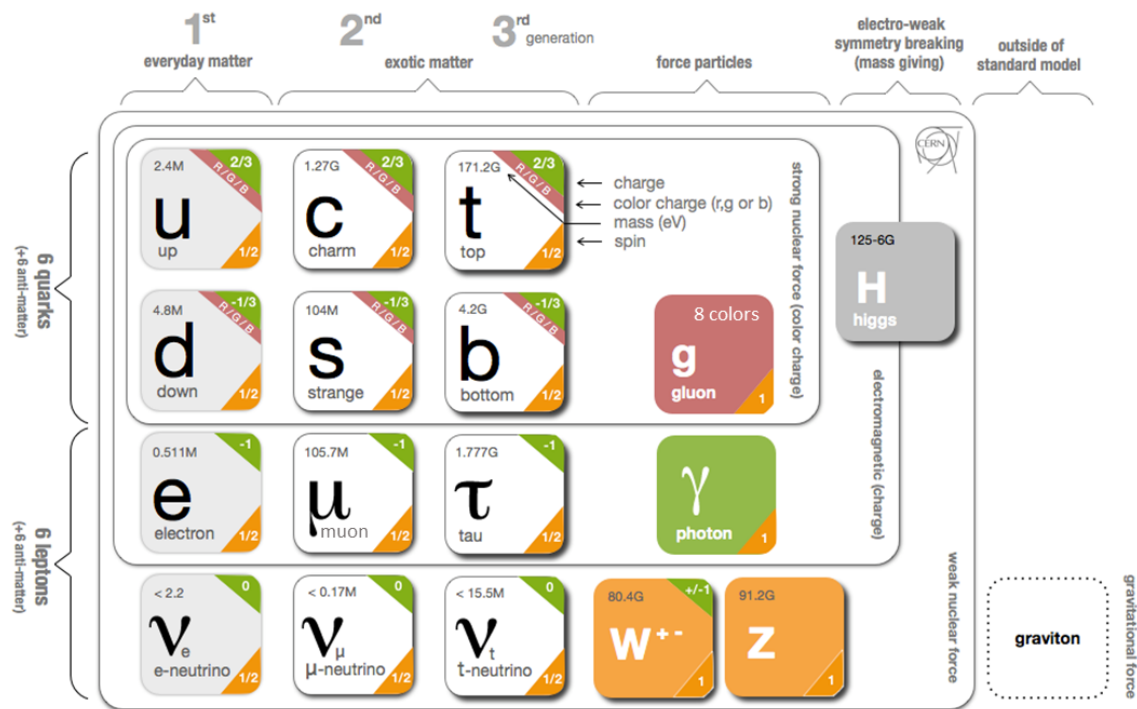 1st
2nd
3rd generation
everyday matter
exotic matter
force particles
electro-weak
symmetry breaking
(mass giving)
outside of
standard model
6 quarks
(+6 anti-matter)
2.4M
2/3
R/G/B
u
up
1/2
1.27G
2/3
R/G/B
c
charm
1/2
171.2G
2/3
R/G/B
t
top
1/2
charge
color charge (r,g or b)
mass (eV)
spin
strong nuclear force (color charge)
CERN
125-6G
H
higgs
4.8M
-1/3
R/G/B
d
down
1/2
104M
-1/3
R/G/B
s
strange
1/2
4.2G
-1/3
R/G/B
b
bottom
1/2
8 colors
g
gluon
1
electromagnetic (charge)
6 leptons
(+6 anti-matter)
0.511M
-1
e
electron
1/2
105.7M
-1
μ
muon
1/2
1.777G
-1
τ
tau
1/2
γ
photon
1
weak nuclear force
< 2.2
0
νe
e-neutrino
1/2
< 0.17M
0
νμ
μ-neutrino
1/2
< 15.5M
0
νt
t-neutrino
1/2
80.4G
+/-1
W+-
1
91.2G
Z
1
graviton
gravitational force